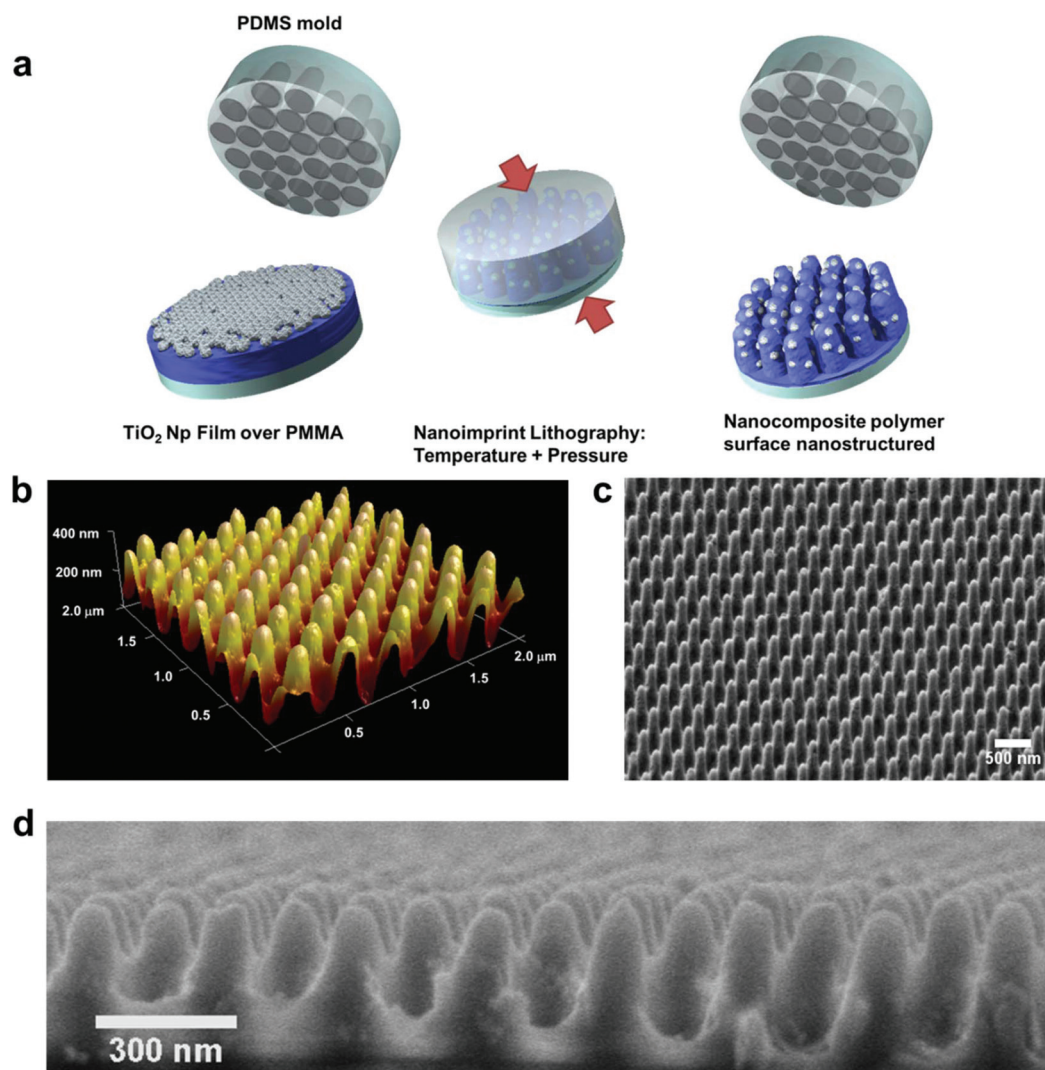 PDMS mold
a
TiO₂ Np Film over PMMA
Nanoimprint Lithography:
Temperature + Pressure
Nanocomposite polymer
surface nanostructured
b
400 nm
200 nm
2.0 μm
1.5
1.0
0.5
0.5
1.0
1.5
2.0 μm
c
500 nm
d
300 nm